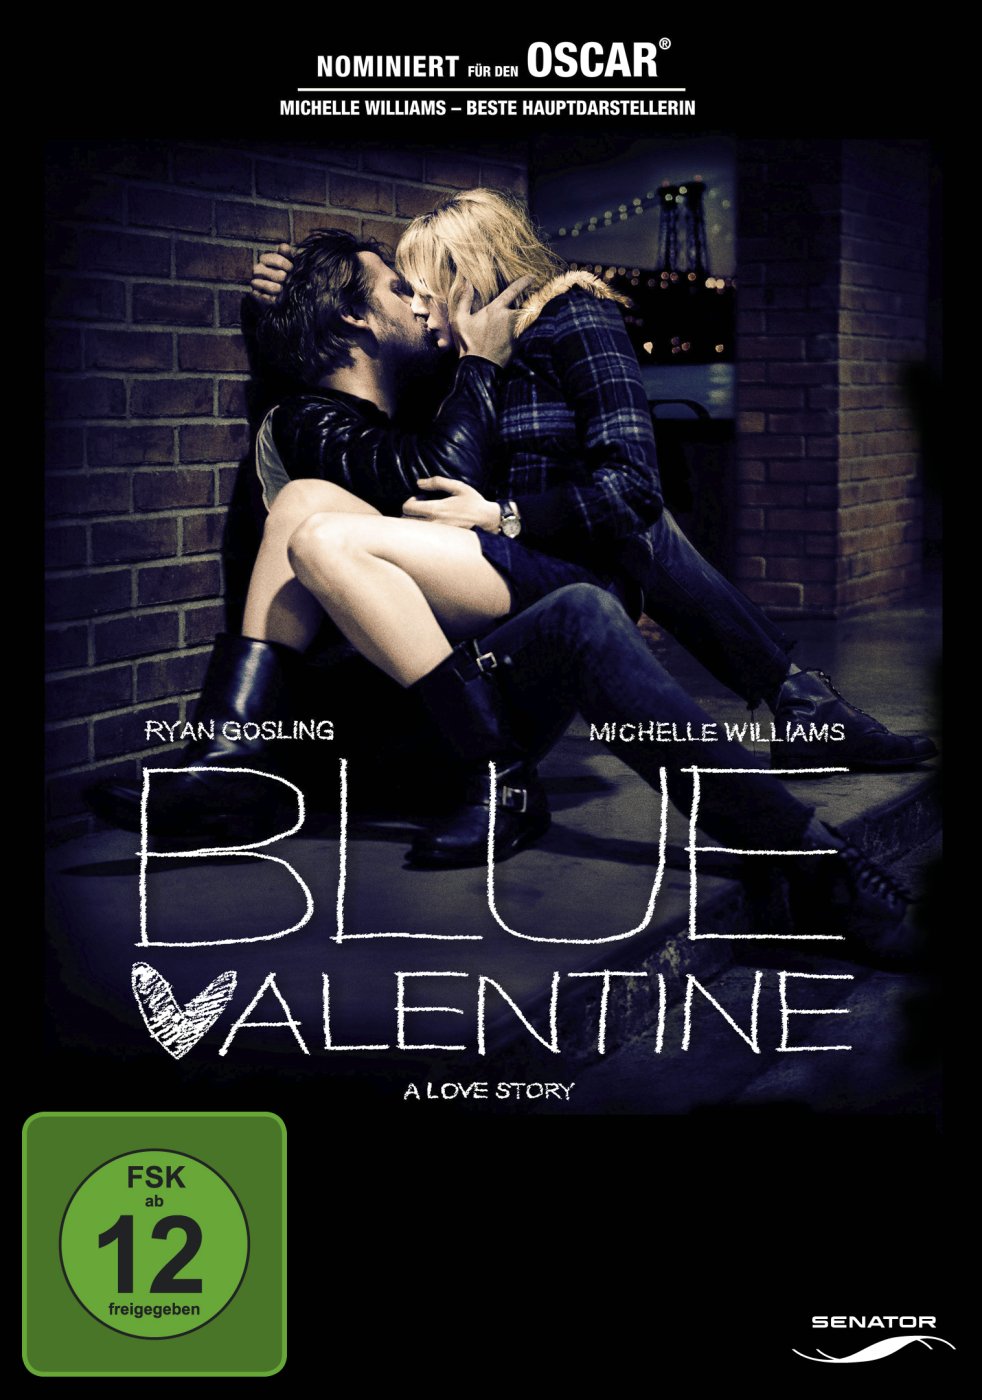 NOMINIERT FÜR DEN OSCAR®
MICHELLE WILLIAMS – BESTE HAUPTDARSTELLERIN
RYAN GOSLING MICHELLE WILLIAMS
BLUE
VALENTINE
A LOVE STORY
FSK
ab
12
freigegeben
SENATOR